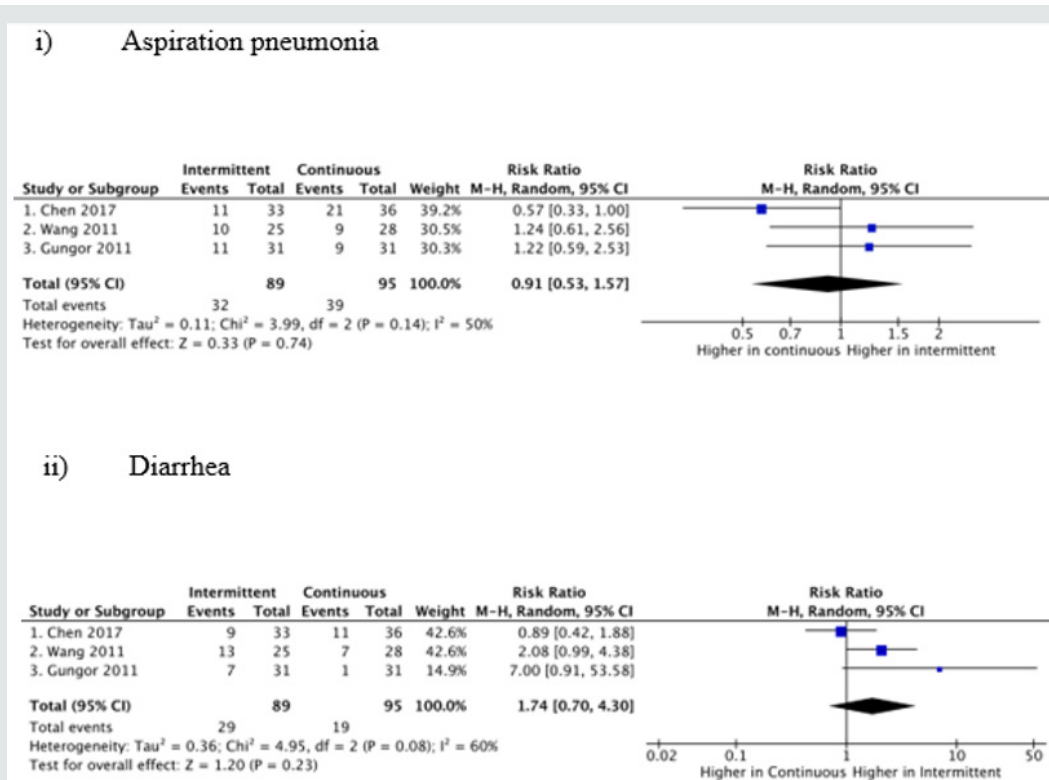 i) Aspiration pneumonia
Intermittent Continuous Risk Ratio Risk Ratio
Study or Subgroup Events Total Events Total Weight M-H, Random, 95% CI M-H, Random, 95% CI
1. Chen 2017 11 33 21 36 39.2% 0.57 [0.33, 1.00]
2. Wang 2011 10 25 9 28 30.5% 1.24 [0.61, 2.56]
3. Gungor 2011 11 31 9 31 30.3% 1.22 [0.59, 2.53]
Total (95% CI) 89 95 100.0% 0.91 [0.53, 1.57]
Total events 32 39
Heterogeneity: Tau² = 0.11; Chi² = 3.99, df = 2 (P = 0.14); I² = 50%
Test for overall effect: Z = 0.33 (P = 0.74)
0.5 0.7 1 1.5 2
Higher in continuous Higher in intermittent
ii) Diarrhea
Intermittent Continuous Risk Ratio Risk Ratio
Study or Subgroup Events Total Events Total Weight M-H, Random, 95% CI M-H, Random, 95% CI
1. Chen 2017 9 33 11 36 42.6% 0.89 [0.42, 1.88]
2. Wang 2011 13 25 7 28 42.6% 2.08 [0.99, 4.38]
3. Gungor 2011 7 31 1 31 14.9% 7.00 [0.91, 53.58]
Total (95% CI) 89 95 100.0% 1.74 [0.70, 4.30]
Total events 29 19
Heterogeneity: Tau² = 0.36; Chi² = 4.95, df = 2 (P = 0.08); I² = 60%
Test for overall effect: Z = 1.20 (P = 0.23)
0.02 0.1 1 10 50
Higher in Continuous Higher in Intermittent